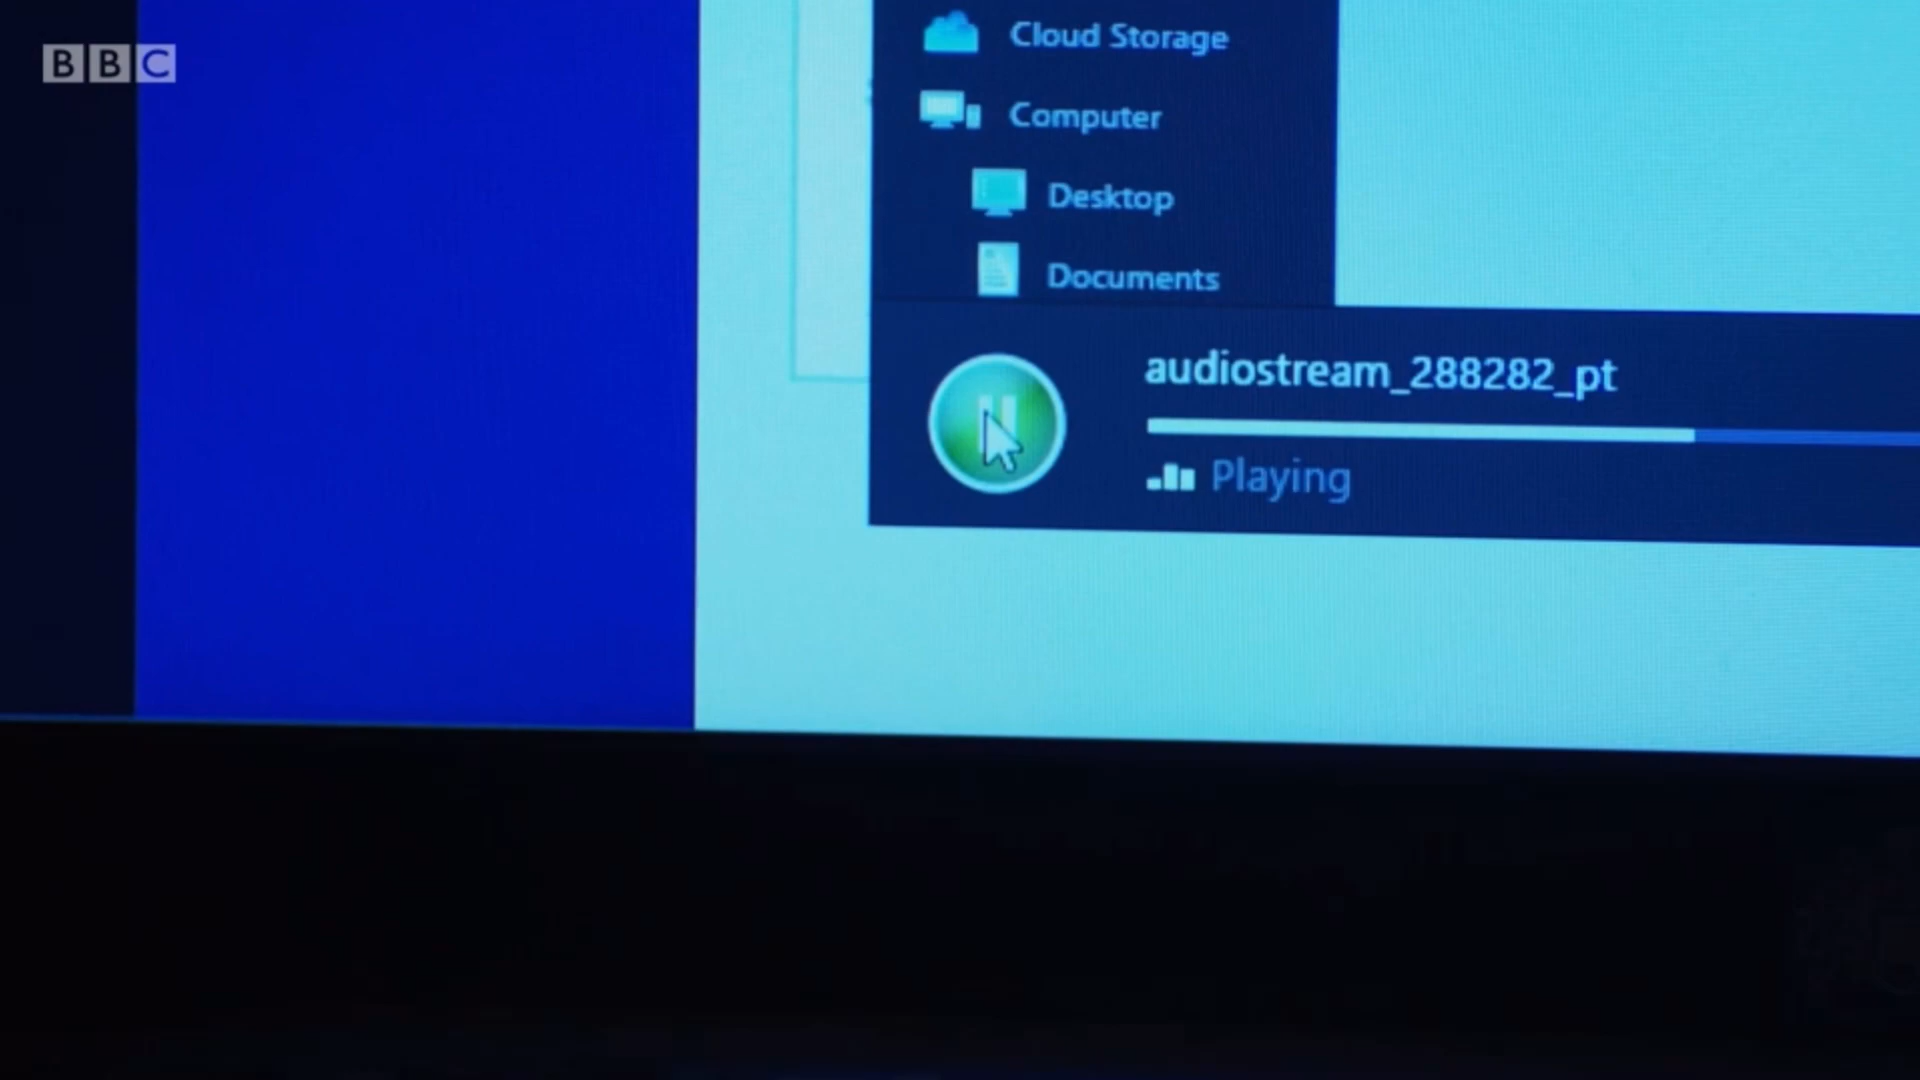 BBC
Cloud Storage
Computer
Desktop
Documents
audiostream_288282_pt
Playing